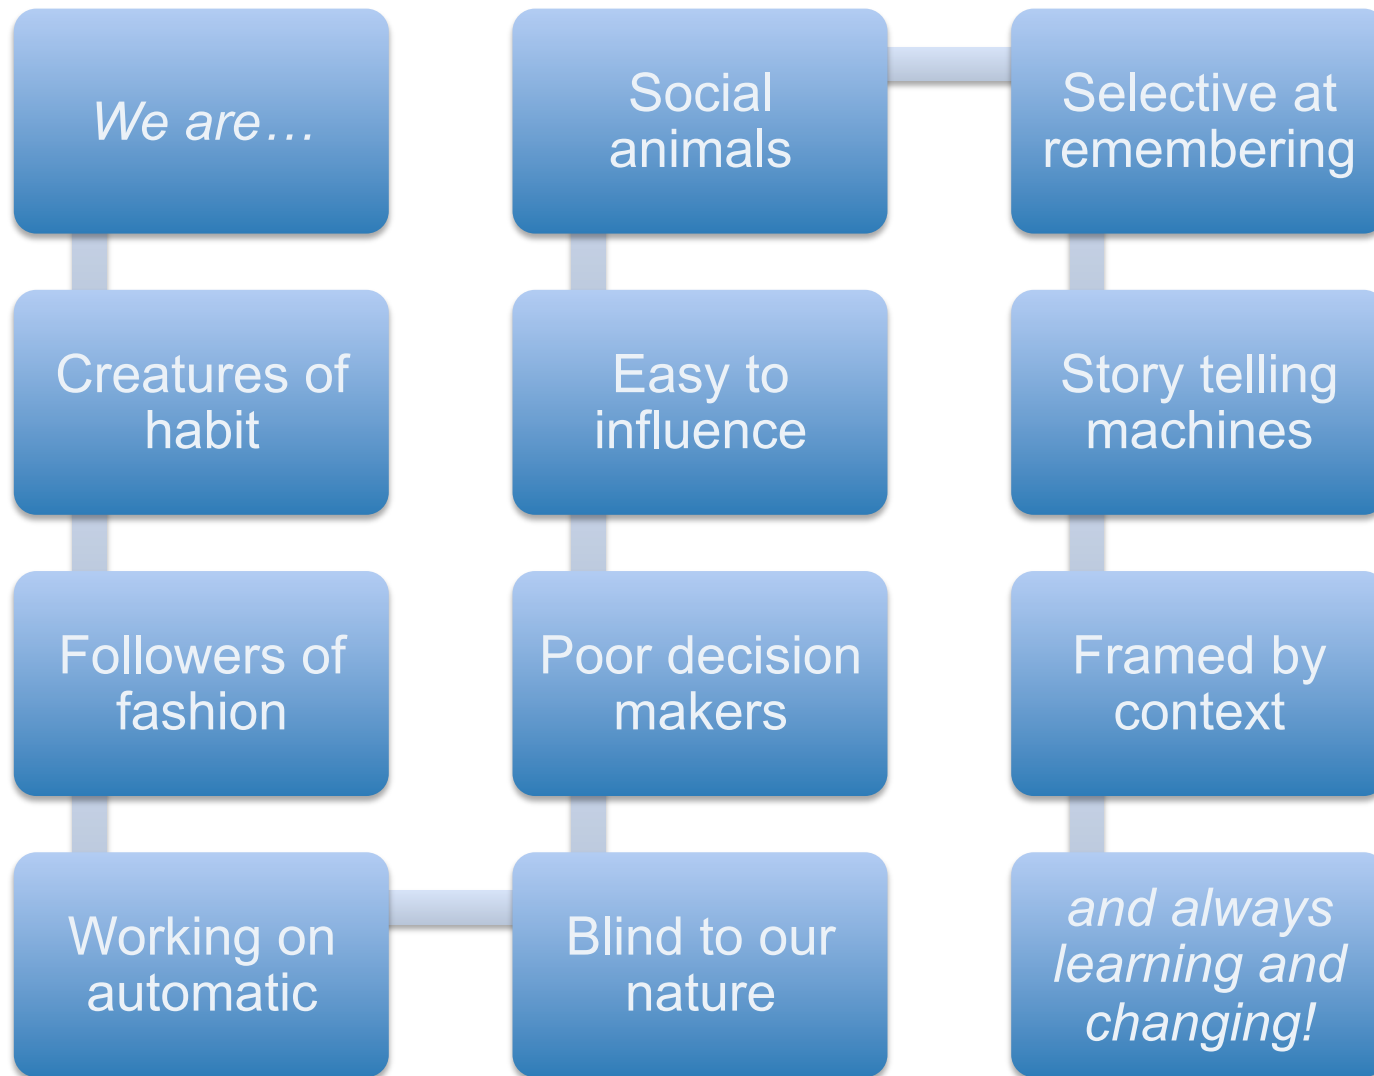 We are…
Creatures of
habit
Followers of
fashion
Working on
automatic
Blind to our
nature
Poor decision
makers
Easy to
influence
Social
animals
Selective at
remembering
Story telling
machines
Framed by
context
and always
learning and
changing!